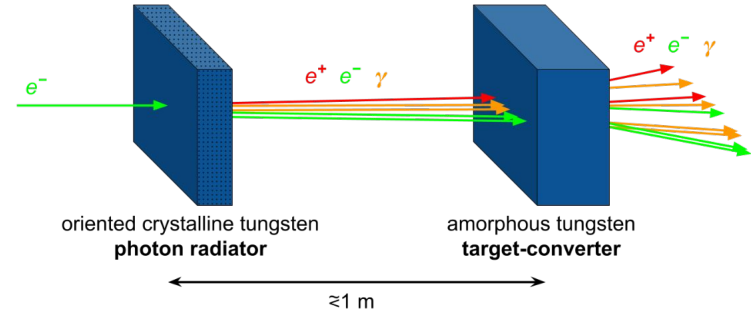 e⁻
e⁺ e⁻ γ
e⁺ e⁻ γ
oriented crystalline tungsten
photon radiator
amorphous tungsten
target-converter
≳1 m